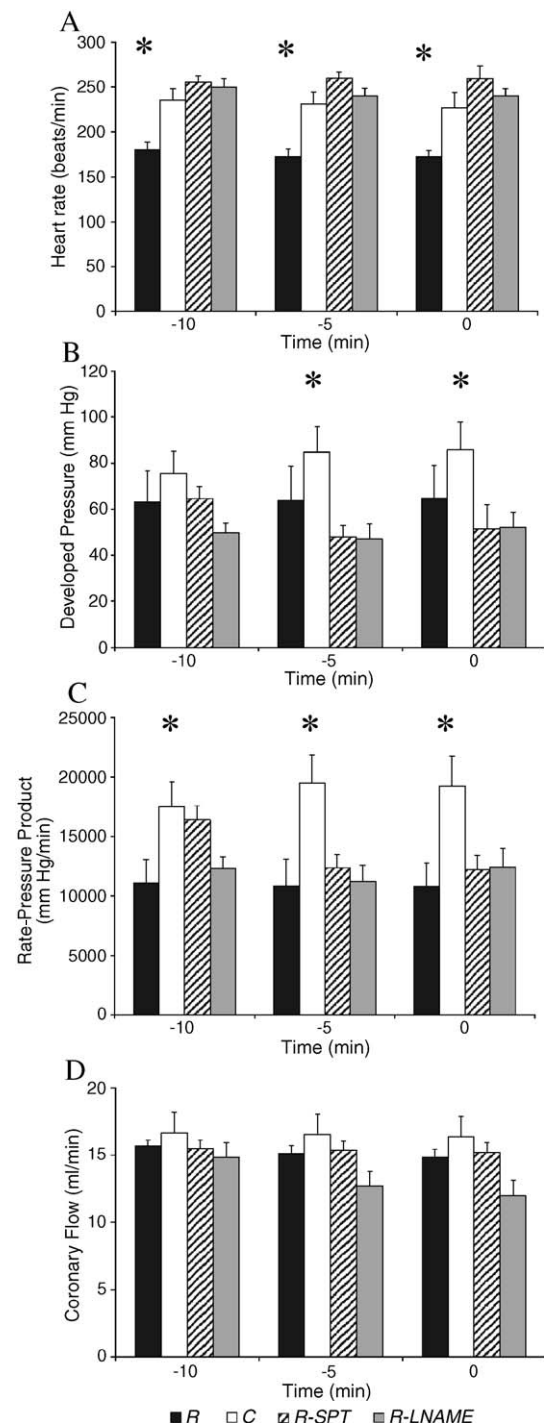 A
Heart rate (beats/min)
300
250
200
150
100
50
0
* * *
-10 -5 0
Time (min)
B
Developed Pressure (mm Hg)
120
100
80
60
40
20
0
* *
-10 -5 0
Time (min)
C
Rate-Pressure Product
(mm Hg/min)
25000
20000
15000
10000
5000
0
* * *
-10 -5 0
Time (min)
D
Coronary Flow (ml/min)
20
15
10
5
0
-10 -5 0
Time (min)
R C R-SPT R-LNAME